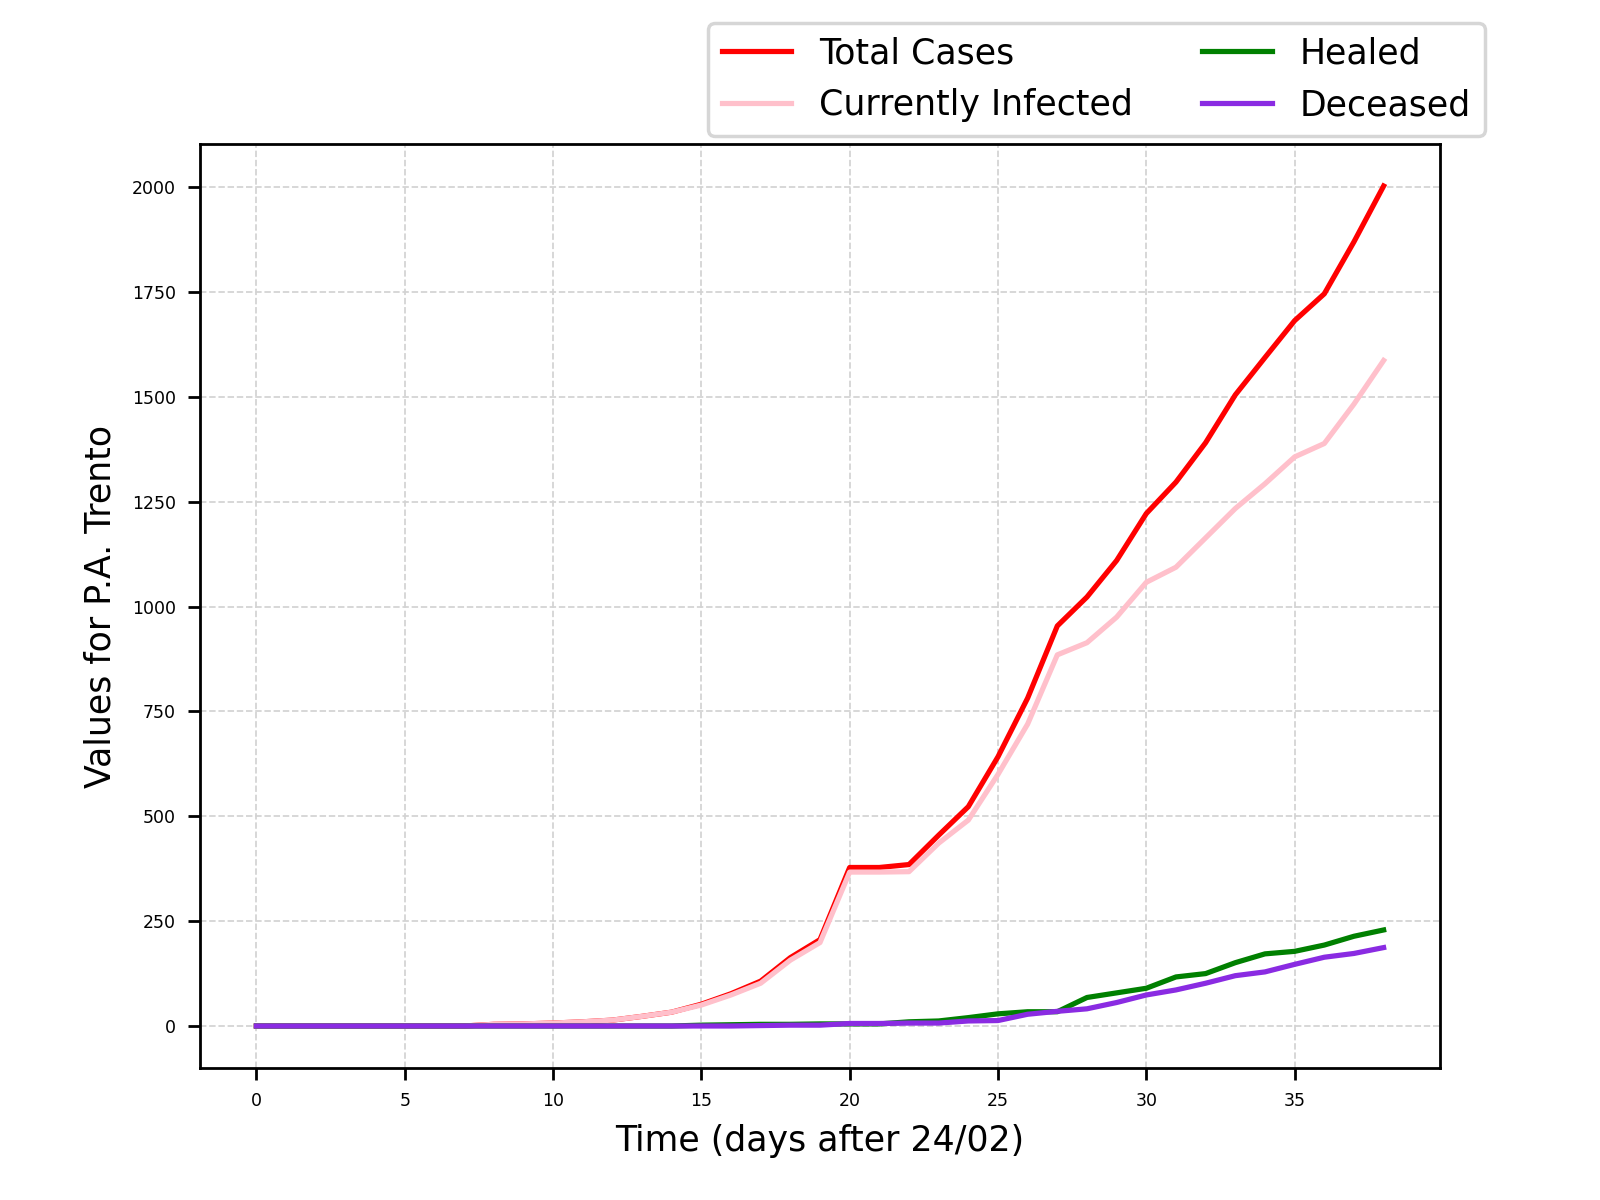 Total Cases
Currently Infected
Healed
Deceased
Values for P.A. Trento
2000
1750
1500
1250
1000
750
500
250
0
0 5 10 15 20 25 30 35
Time (days after 24/02)